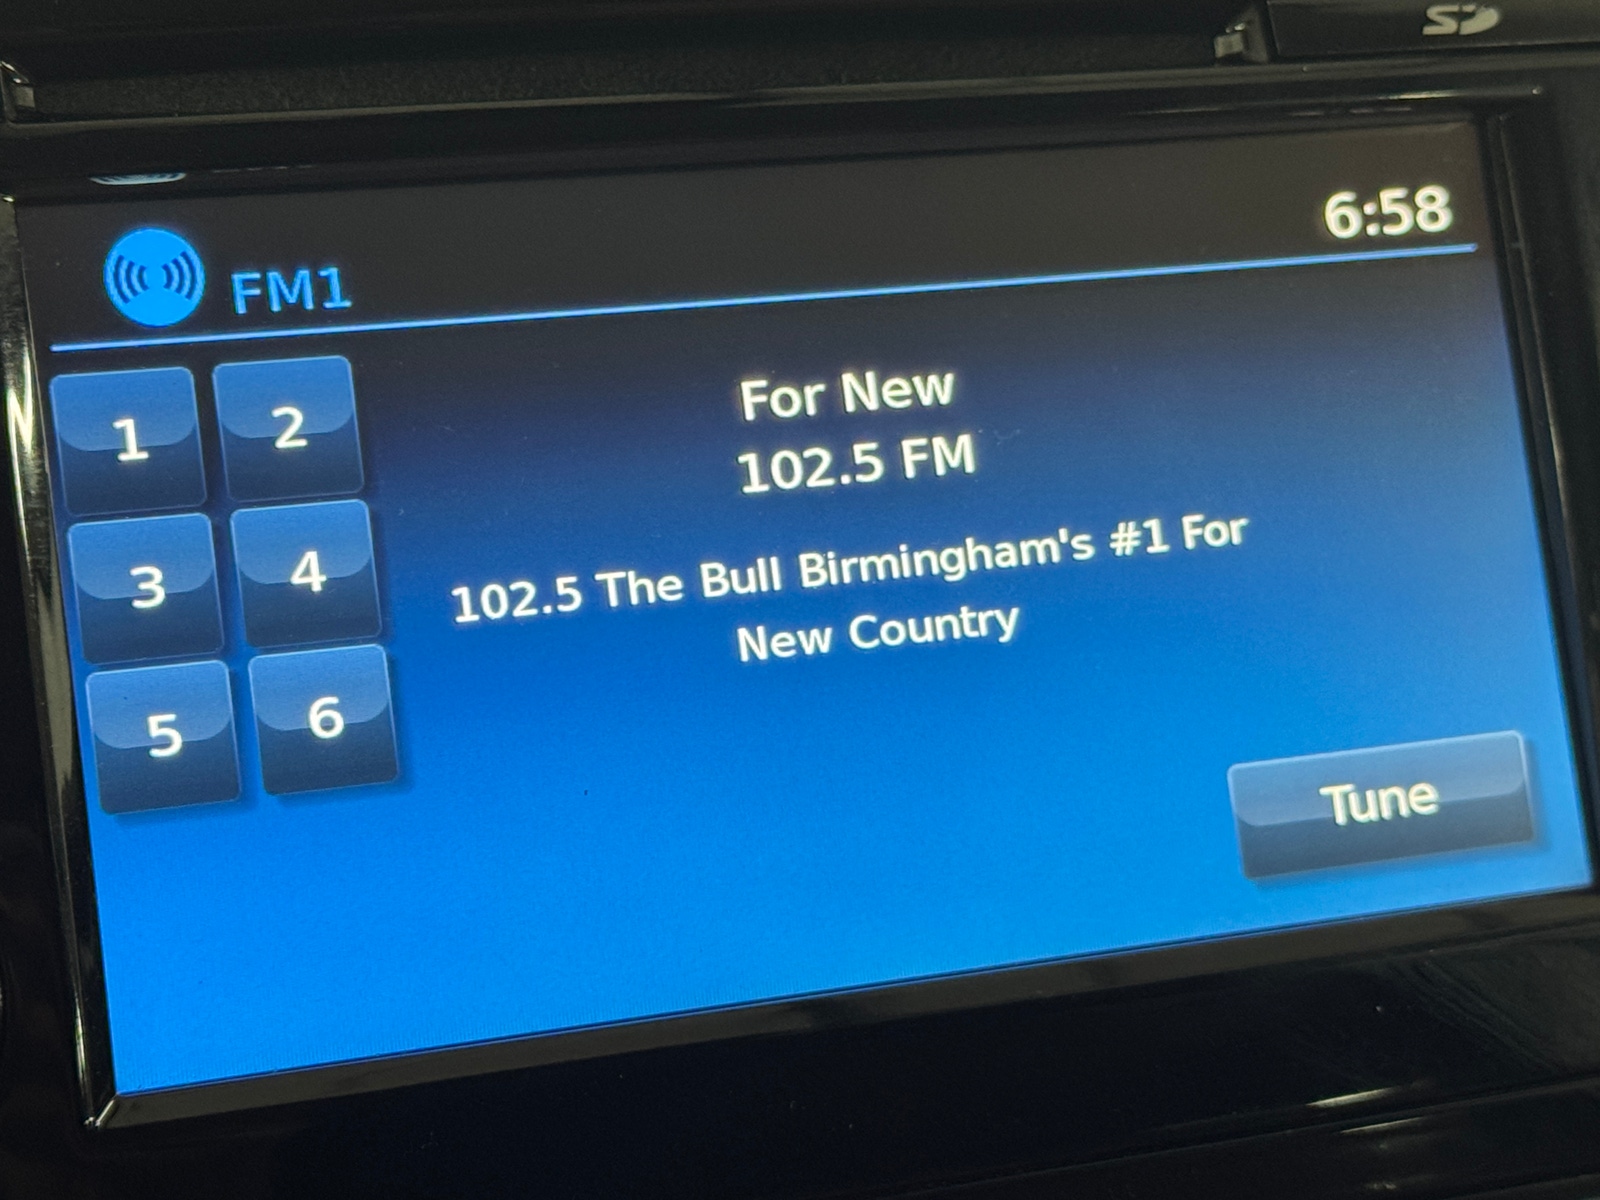 SD
6:58
FM1
1
2
3
4
5
6
For New
102.5 FM
102.5 The Bull Birmingham's #1 For
New Country
Tune